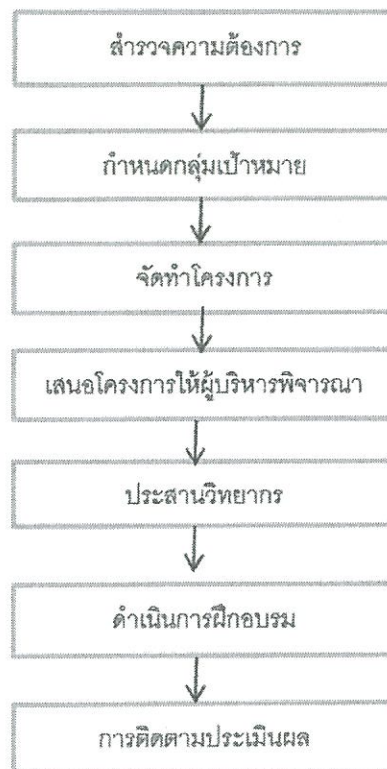 สำรวจความต้องการ
กำหนดกลุ่มเป้าหมาย
จัดทำโครงการ
เสนอโครงการให้ผู้บริหารพิจารณา
ประสานวิทยากร
ดำเนินการฝึกอบรม
การติดตามประเมินผล